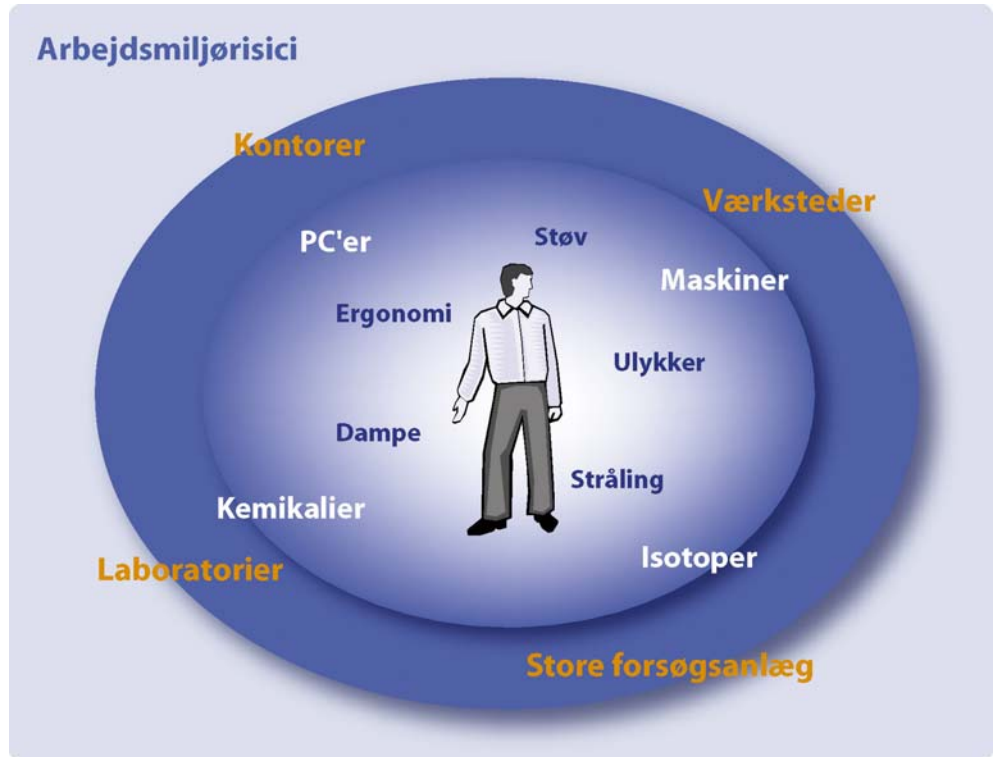 Arbejdsmiljørisici
Kontorer
Værksteder
PC'er
Støv
Maskiner
Ergonomi
Ulykker
Dampe
Stråling
Kemikalier
Isotoper
Laboratorier
Store forsøgsanlæg